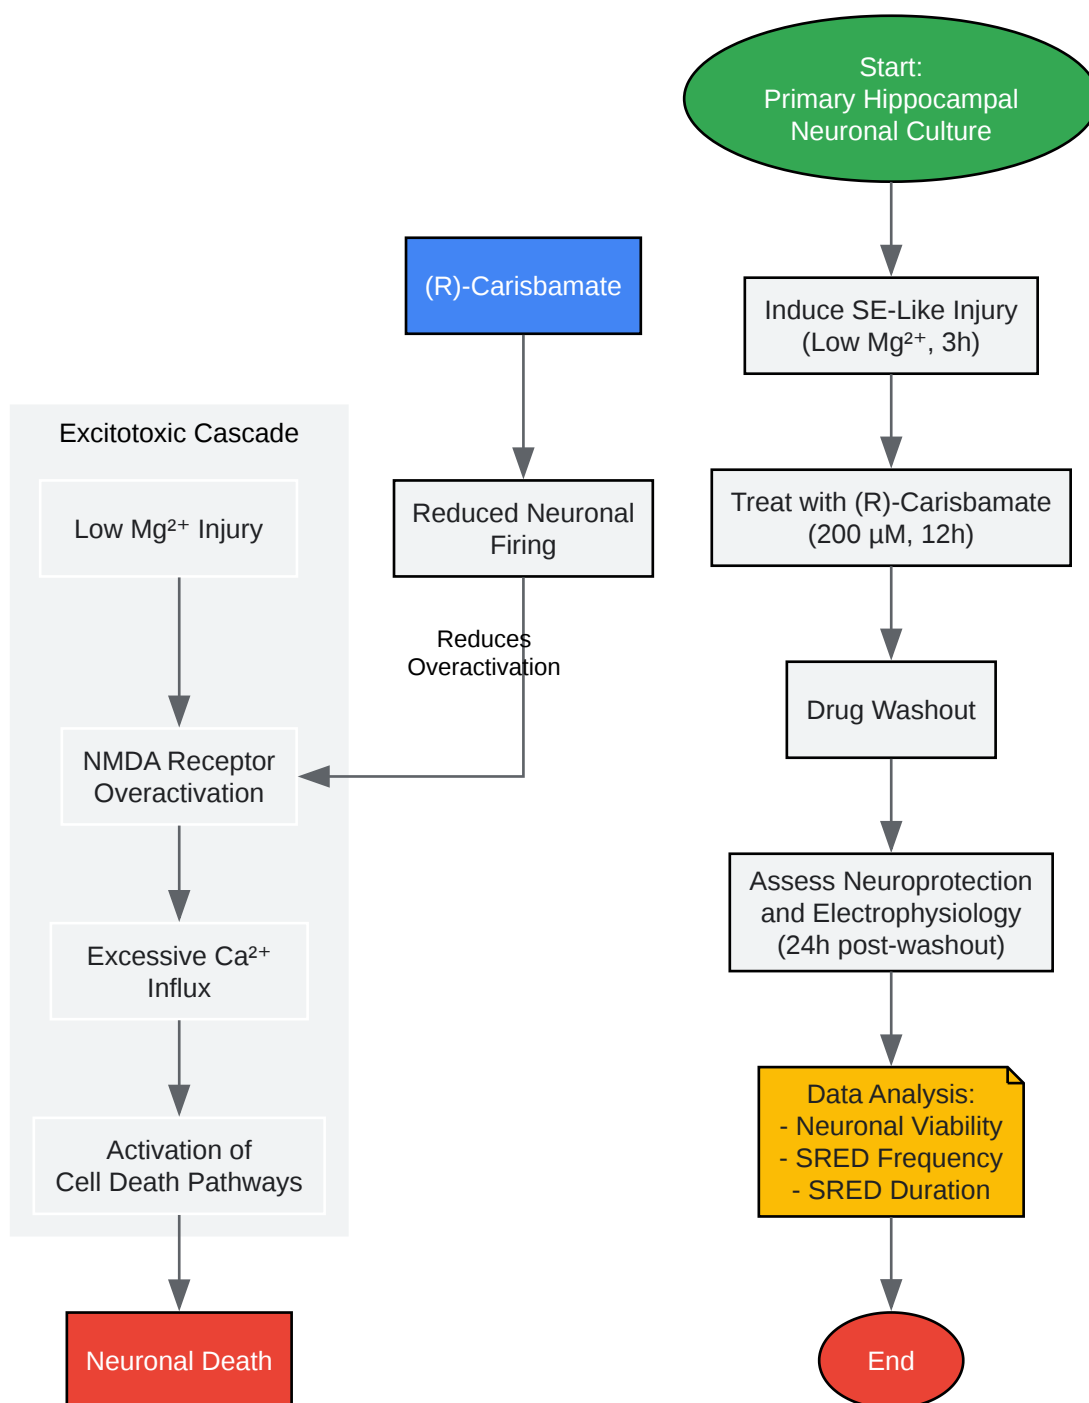 Excitotoxic Cascade
Low Mg²⁺ Injury
NMDA Receptor
Overactivation
Excessive Ca²⁺
Influx
Activation of
Cell Death Pathways
Neuronal Death
(R)-Carisbamate
Reduced Neuronal
Firing
Reduces
Overactivation
Start:
Primary Hippocampal
Neuronal Culture
Induce SE-Like Injury
(Low Mg²⁺, 3h)
Treat with (R)-Carisbamate
(200 µM, 12h)
Drug Washout
Assess Neuroprotection
and Electrophysiology
(24h post-washout)
Data Analysis:
- Neuronal Viability
- SRED Frequency
- SRED Duration
End